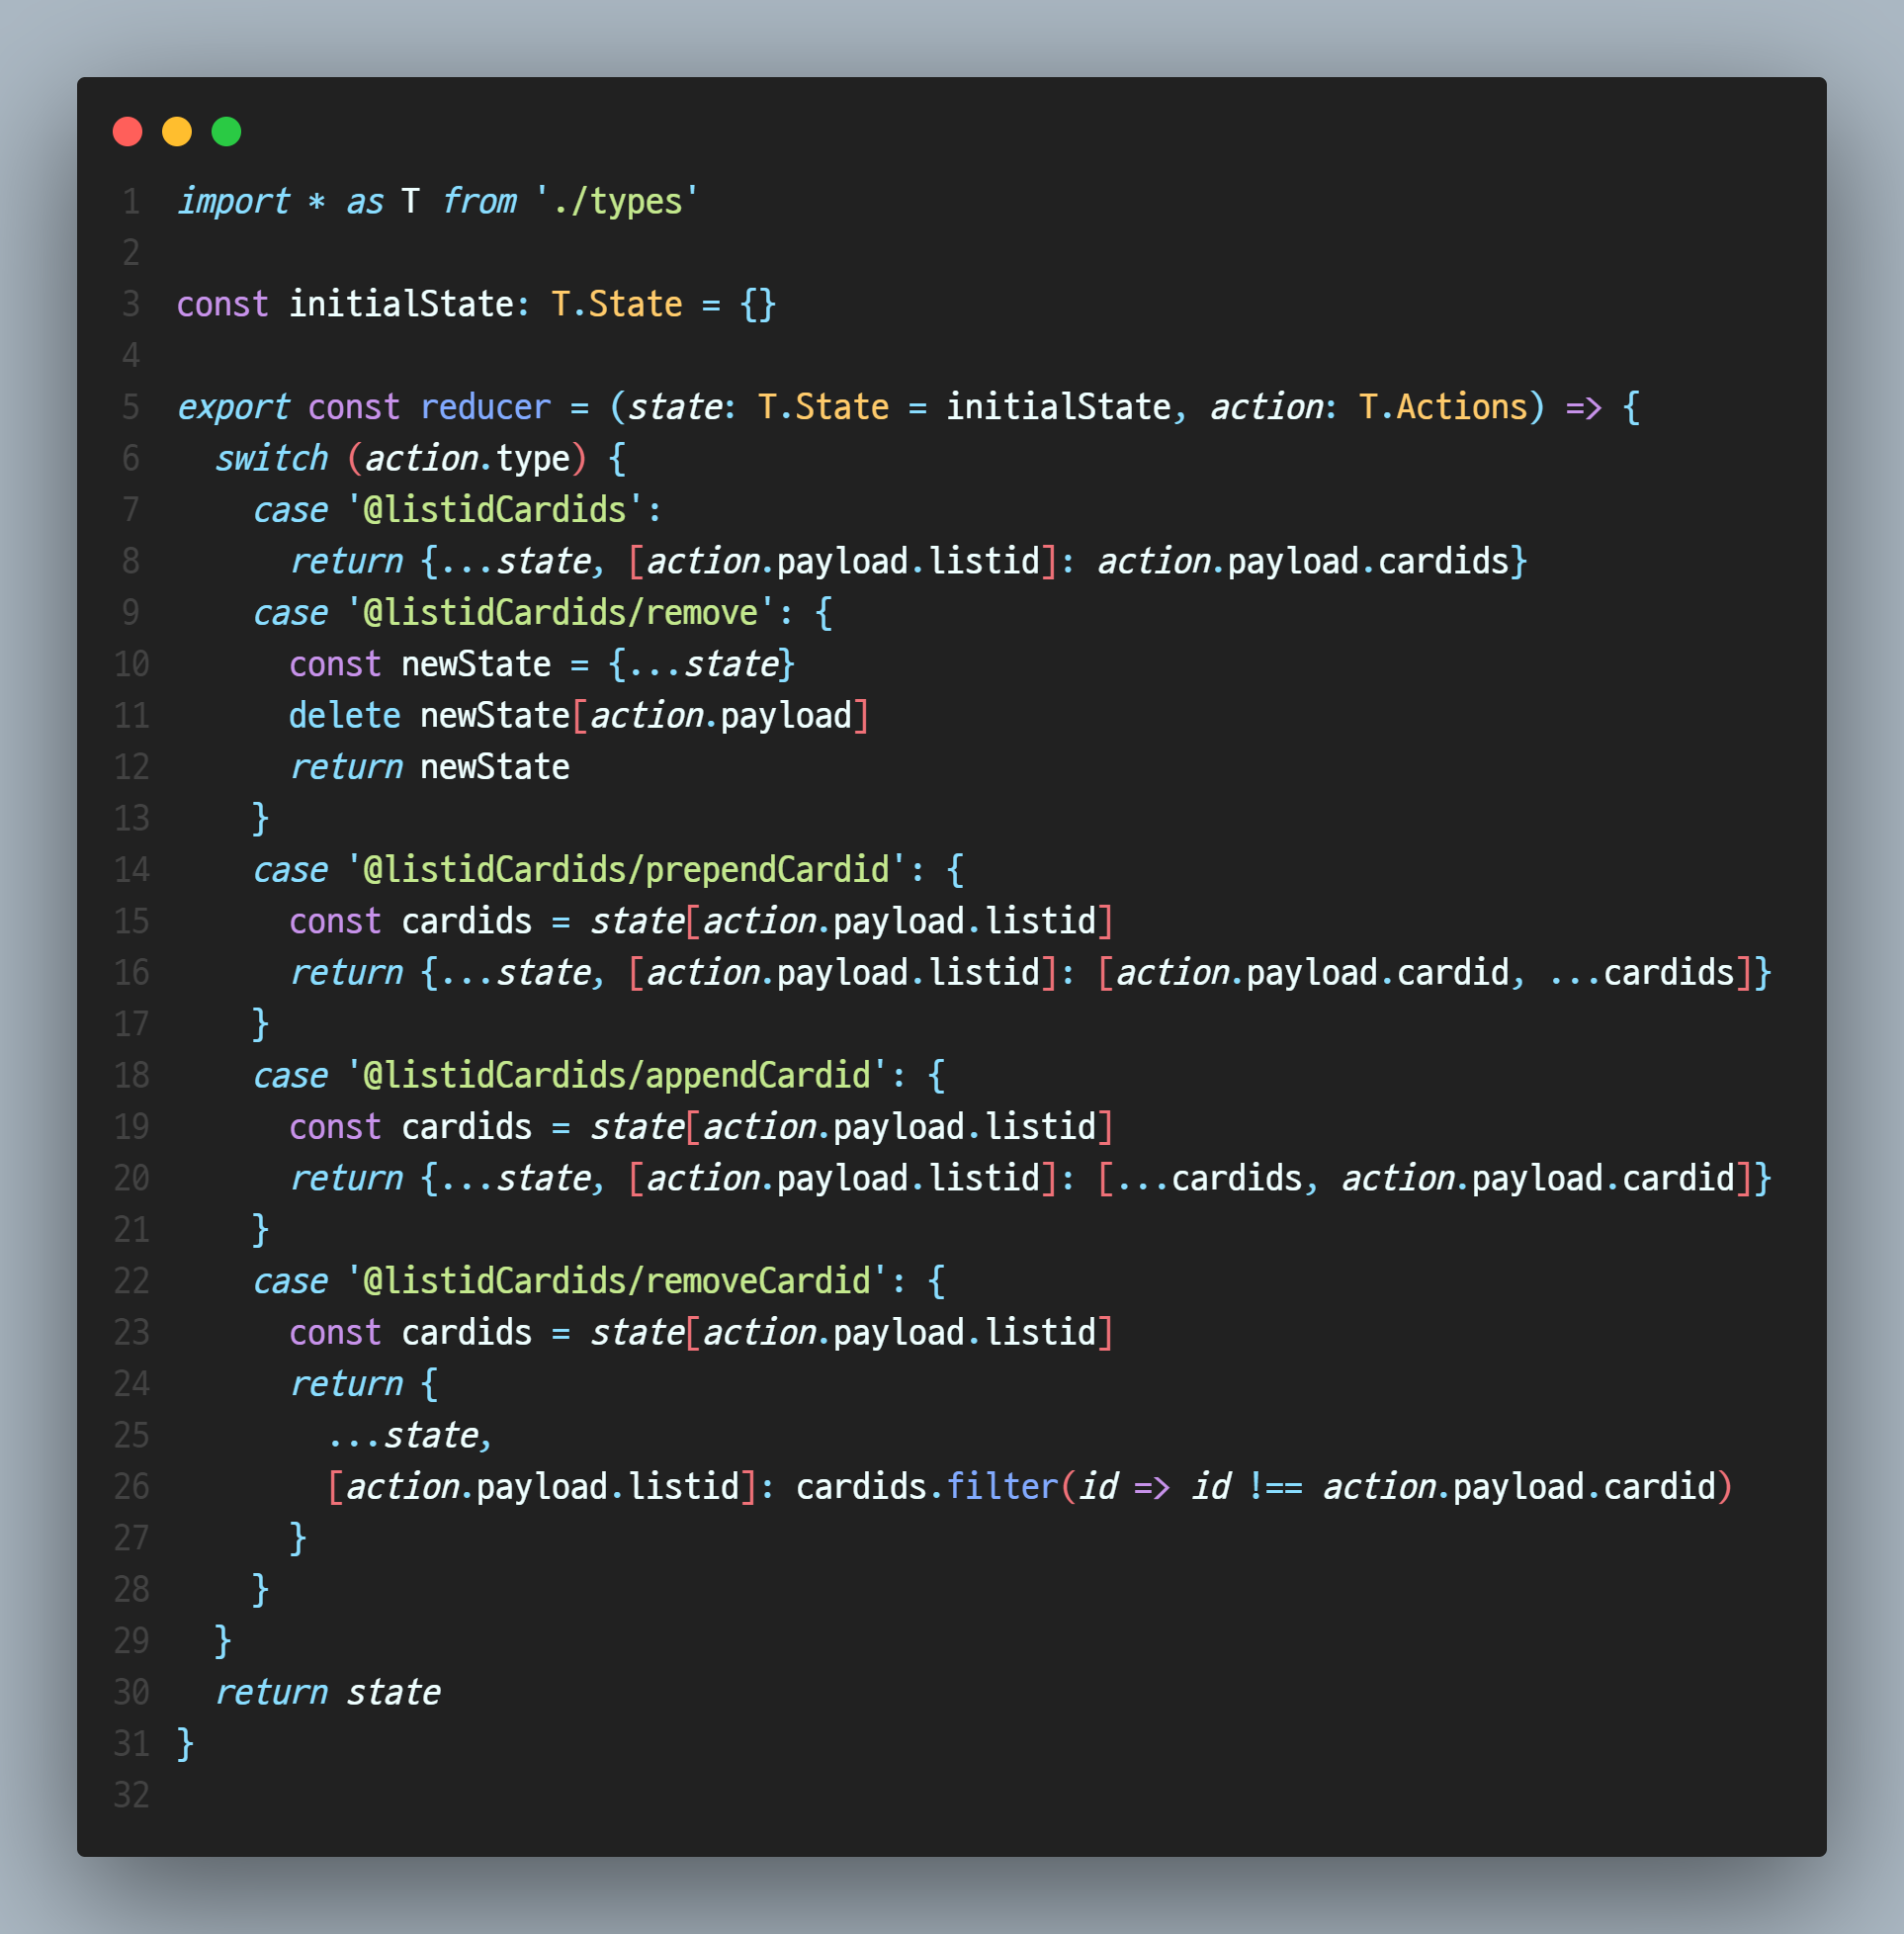 1 import * as T from './types'
2
3 const initialState: T.State = {}
4
5 export const reducer = (state: T.State = initialState, action: T.Actions) => {
6   switch (action.type) {
7     case '@listidCardids':
8       return {...state, [action.payload.listid]: action.payload.cardids}
9     case '@listidCardids/remove': {
10       const newState = {...state}
11       delete newState[action.payload]
12       return newState
13     }
14     case '@listidCardids/prependCardid': {
15       const cardids = state[action.payload.listid]
16       return {...state, [action.payload.listid]: [action.payload.cardid, ...cardids]}
17     }
18     case '@listidCardids/appendCardid': {
19       const cardids = state[action.payload.listid]
20       return {...state, [action.payload.listid]: [...cardids, action.payload.cardid]}
21     }
22     case '@listidCardids/removeCardid': {
23       const cardids = state[action.payload.listid]
24       return {
25         ...state,
26         [action.payload.listid]: cardids.filter(id => id !== action.payload.cardid)
27       }
28     }
29   }
30   return state
31 }
32